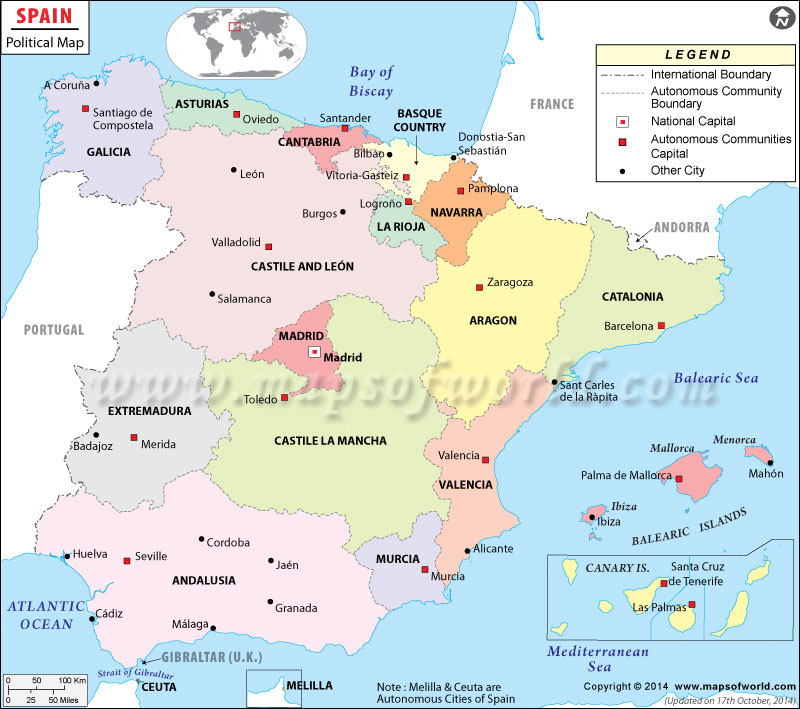 SPAIN
Political Map
N
Bay of
Biscay
FRANCE
LEGEND
International Boundary
Autonomous Community
Boundary
National Capital
Autonomous Communities
Capital
Other City
A Coruña
Santiago de
Compostela
GALICIA
ASTURIAS
Oviedo
Santander
CANTABRIA
BASQUE
COUNTRY
Bilbao
Donostia-San
Sebastián
Vitoria-Gasteiz
Pamplona
NAVARRA
Logroño
LA RIOJA
León
Burgos
Valladolid
CASTILE AND LEÓN
Salamanca
ANDORRA
Zaragoza
ARAGON
CATALONIA
Barcelona
PORTUGAL
MADRID
Madrid
www.mapsofworld.com
Balearic Sea
Sant Carles
de la Ràpita
Toledo
EXTREMADURA
Badajoz
Merida
CASTILE LA MANCHA
Valencia
VALENCIA
Mallorca
Menorca
Palma de Mallorca
Mahón
Ibiza
Ibiza
BALEARIC ISLANDS
Huelva
Seville
Cordoba
Jaén
ANDALUSIA
Granada
MURCIA
Murcia
Alicante
CANARY IS.
Santa Cruz
de Tenerife
Las Palmas
ATLANTIC
OCEAN
Cádiz
Málaga
GIBRALTAR (U.K.)
Strait of Gibraltar
CEUTA
MELILLA
Mediterranean
Sea
0 50 100 Km
0 25 50 Miles
Note : Melilla & Ceuta are
Autonomous Cities of Spain
Copyright © 2014 www.mapsofworld.com
(Updated on 17th October, 2014)